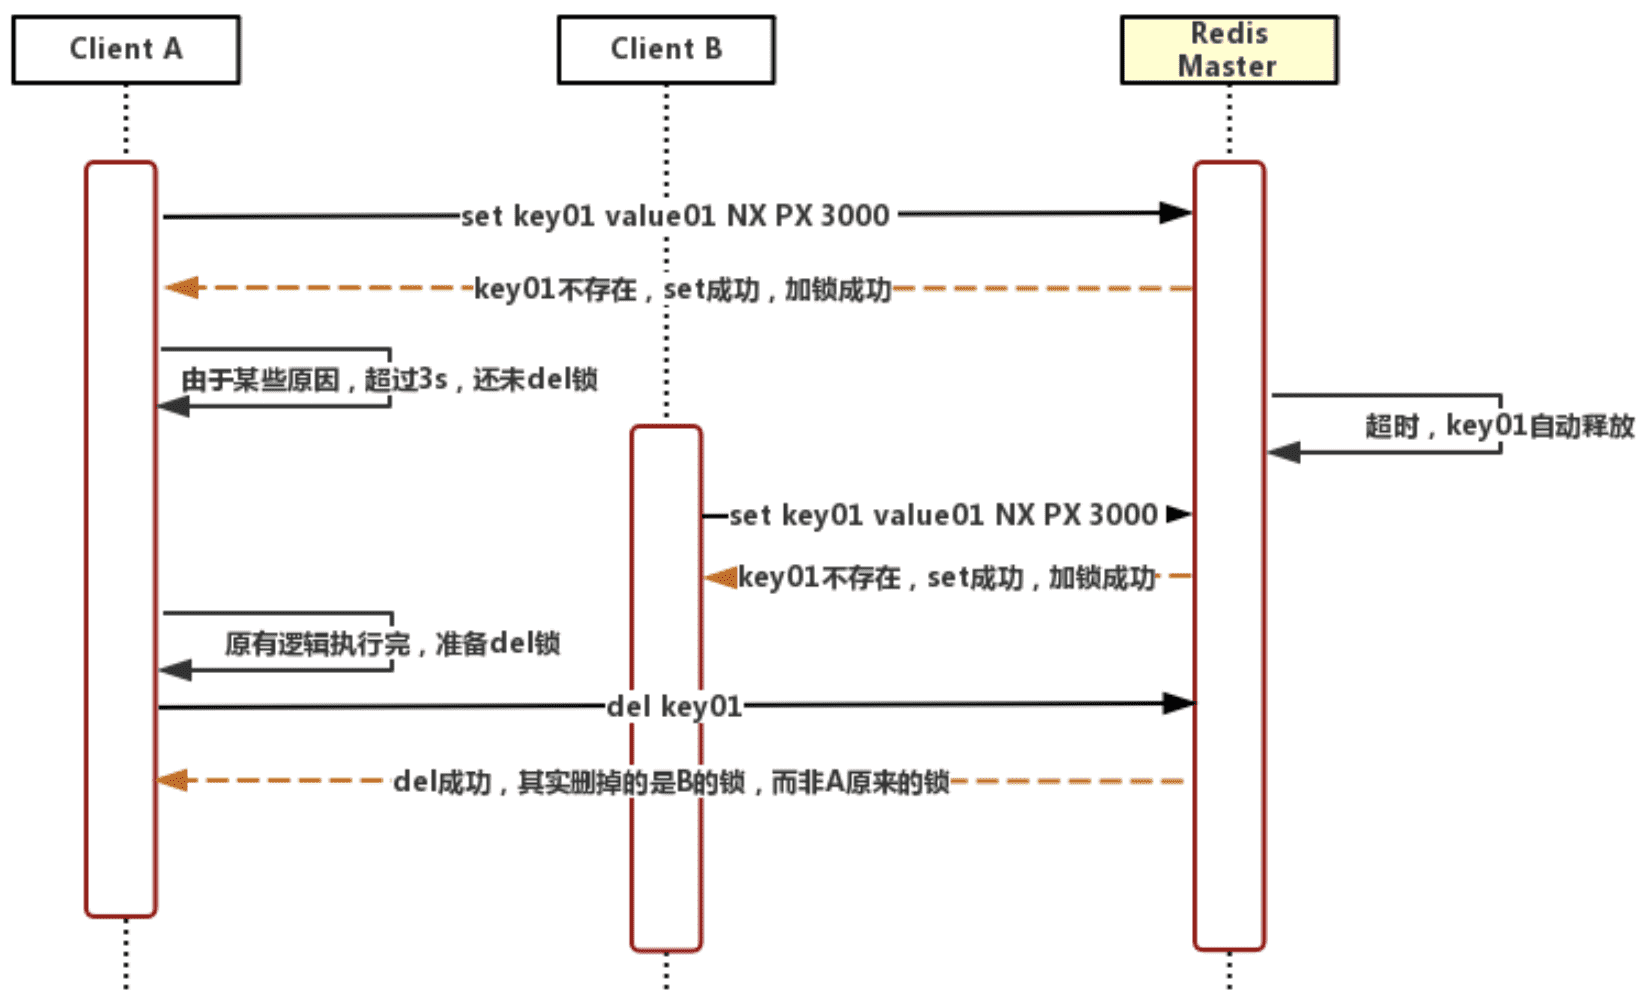 Client A
Client B
Redis
Master
set key01 value01 NX PX 3000
key01不存在，set成功，加锁成功
由于某些原因，超过3s，还未del锁
超时，key01自动释放
set key01 value01 NX PX 3000
key01不存在，set成功，加锁成功
原有逻辑执行完，准备del锁
del key01
del成功，其实删掉的是B的锁，而非A原来的锁